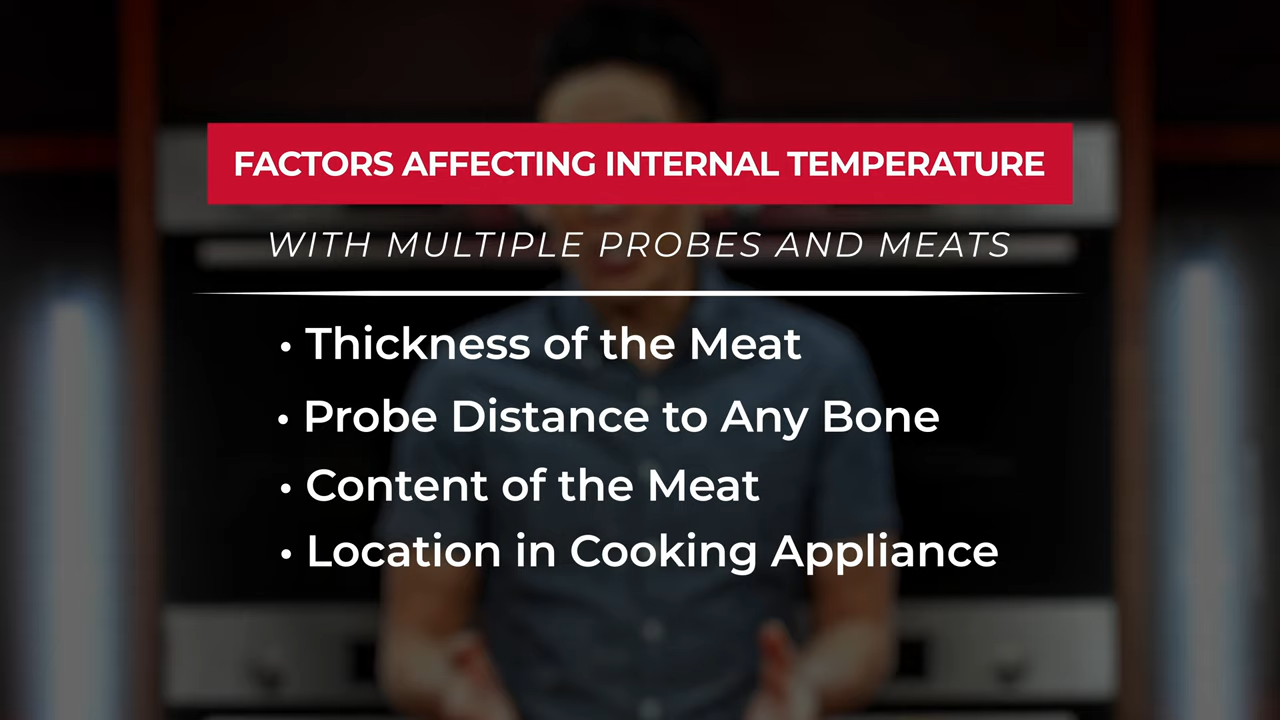 FACTORS AFFECTING INTERNAL TEMPERATURE
WITH MULTIPLE PROBES AND MEATS
• Thickness of the Meat
• Probe Distance to Any Bone
• Content of the Meat
• Location in Cooking Appliance